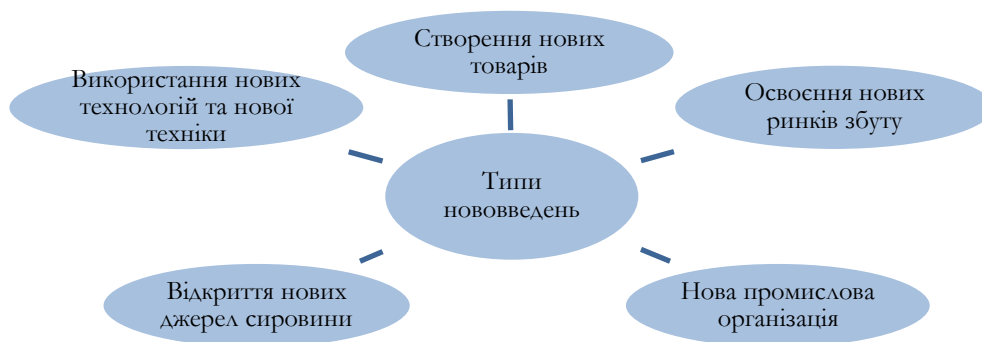 Створення нових
товарів
Використання нових
технологій та нової
техніки
Освоєння нових
ринків збуту
Типи
нововведень
Відкриття нових
джерел сировини
Нова промислова
організація